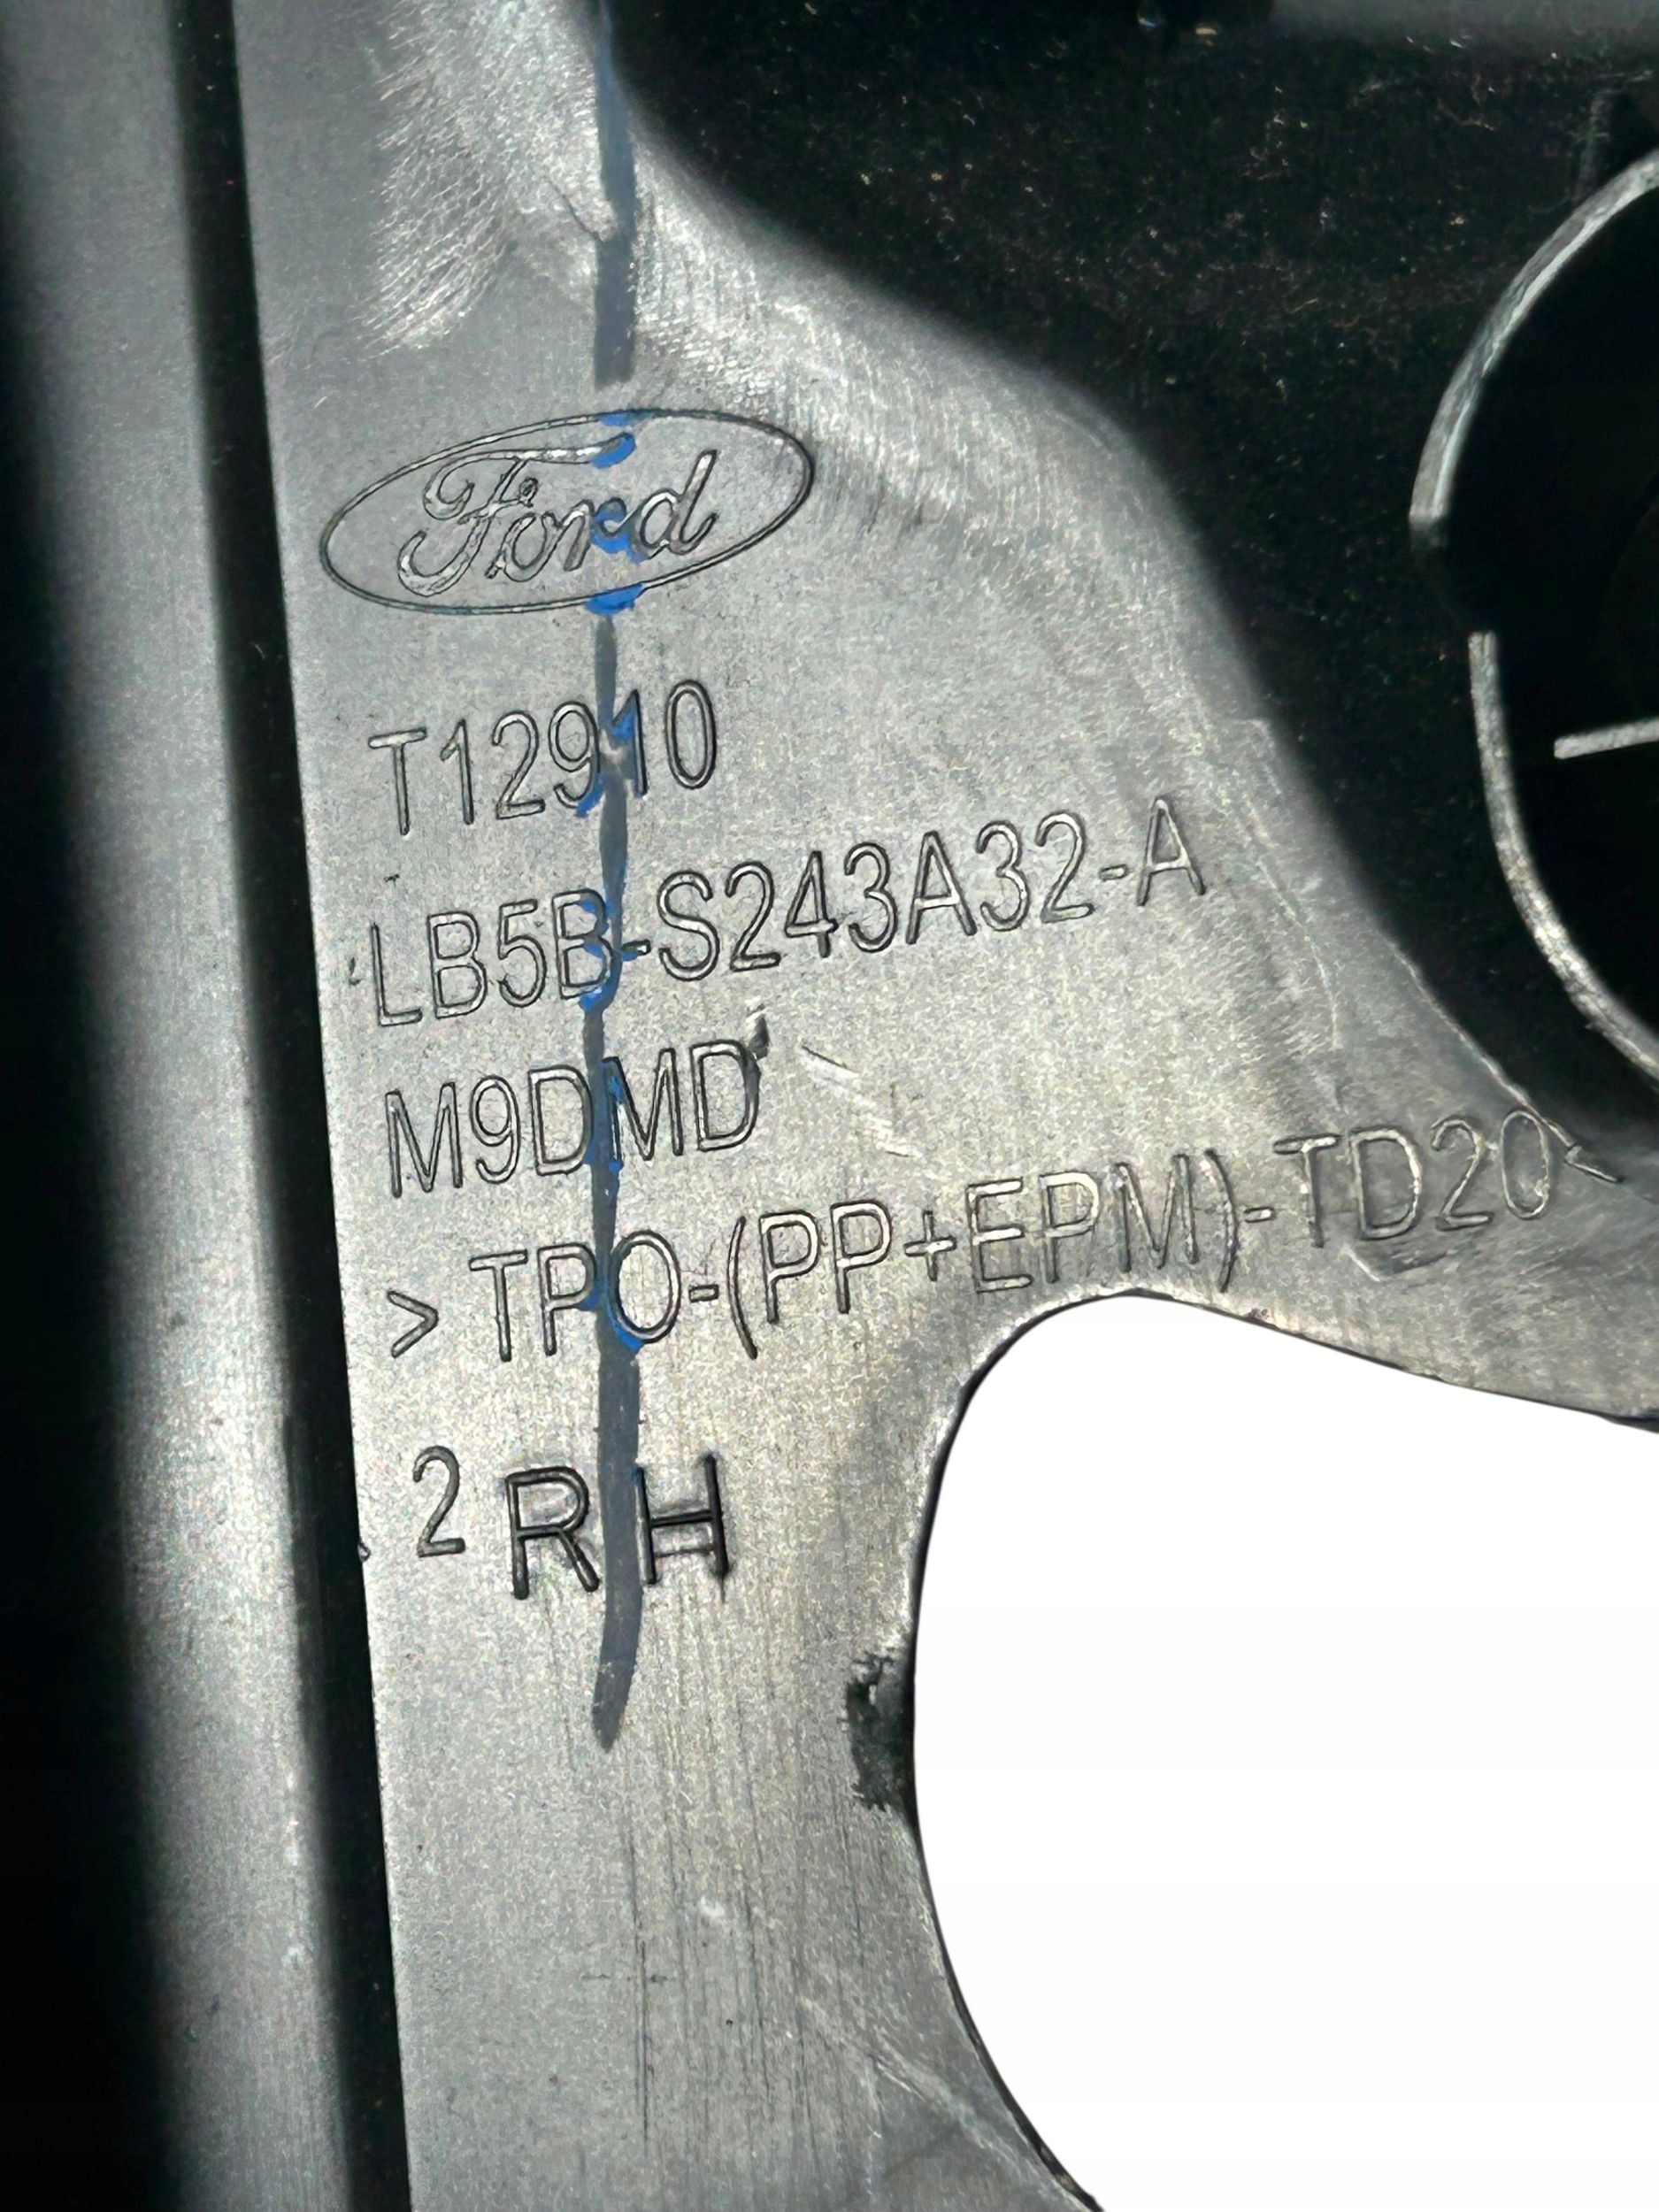 Ford
T12910
LB5B-S243A32-A
M9DMD
>TPO-(PP+EPM)-TD20<
2 RH